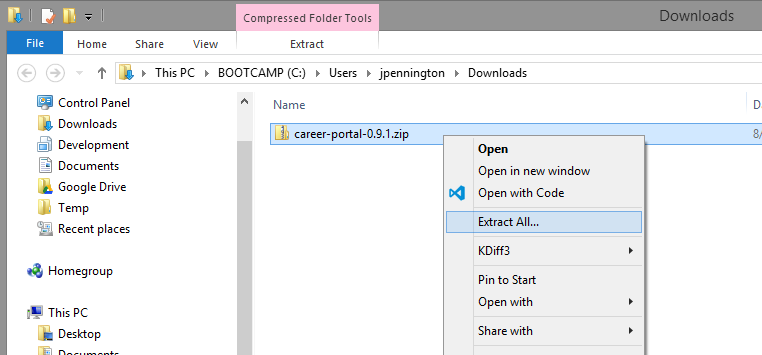 Compressed Folder Tools
Downloads
File
Home
Share
View
Extract
This PC
BOOTCAMP (C:)
Users
jpennington
Downloads
Control Panel
Downloads
Development
Documents
Google Drive
Temp
Recent places
Homegroup
This PC
Desktop
Documents
Name
D
career-portal-0.9.1.zip
8/
Open
Open in new window
Open with Code
Extract All...
KDiff3
Pin to Start
Open with
Share with